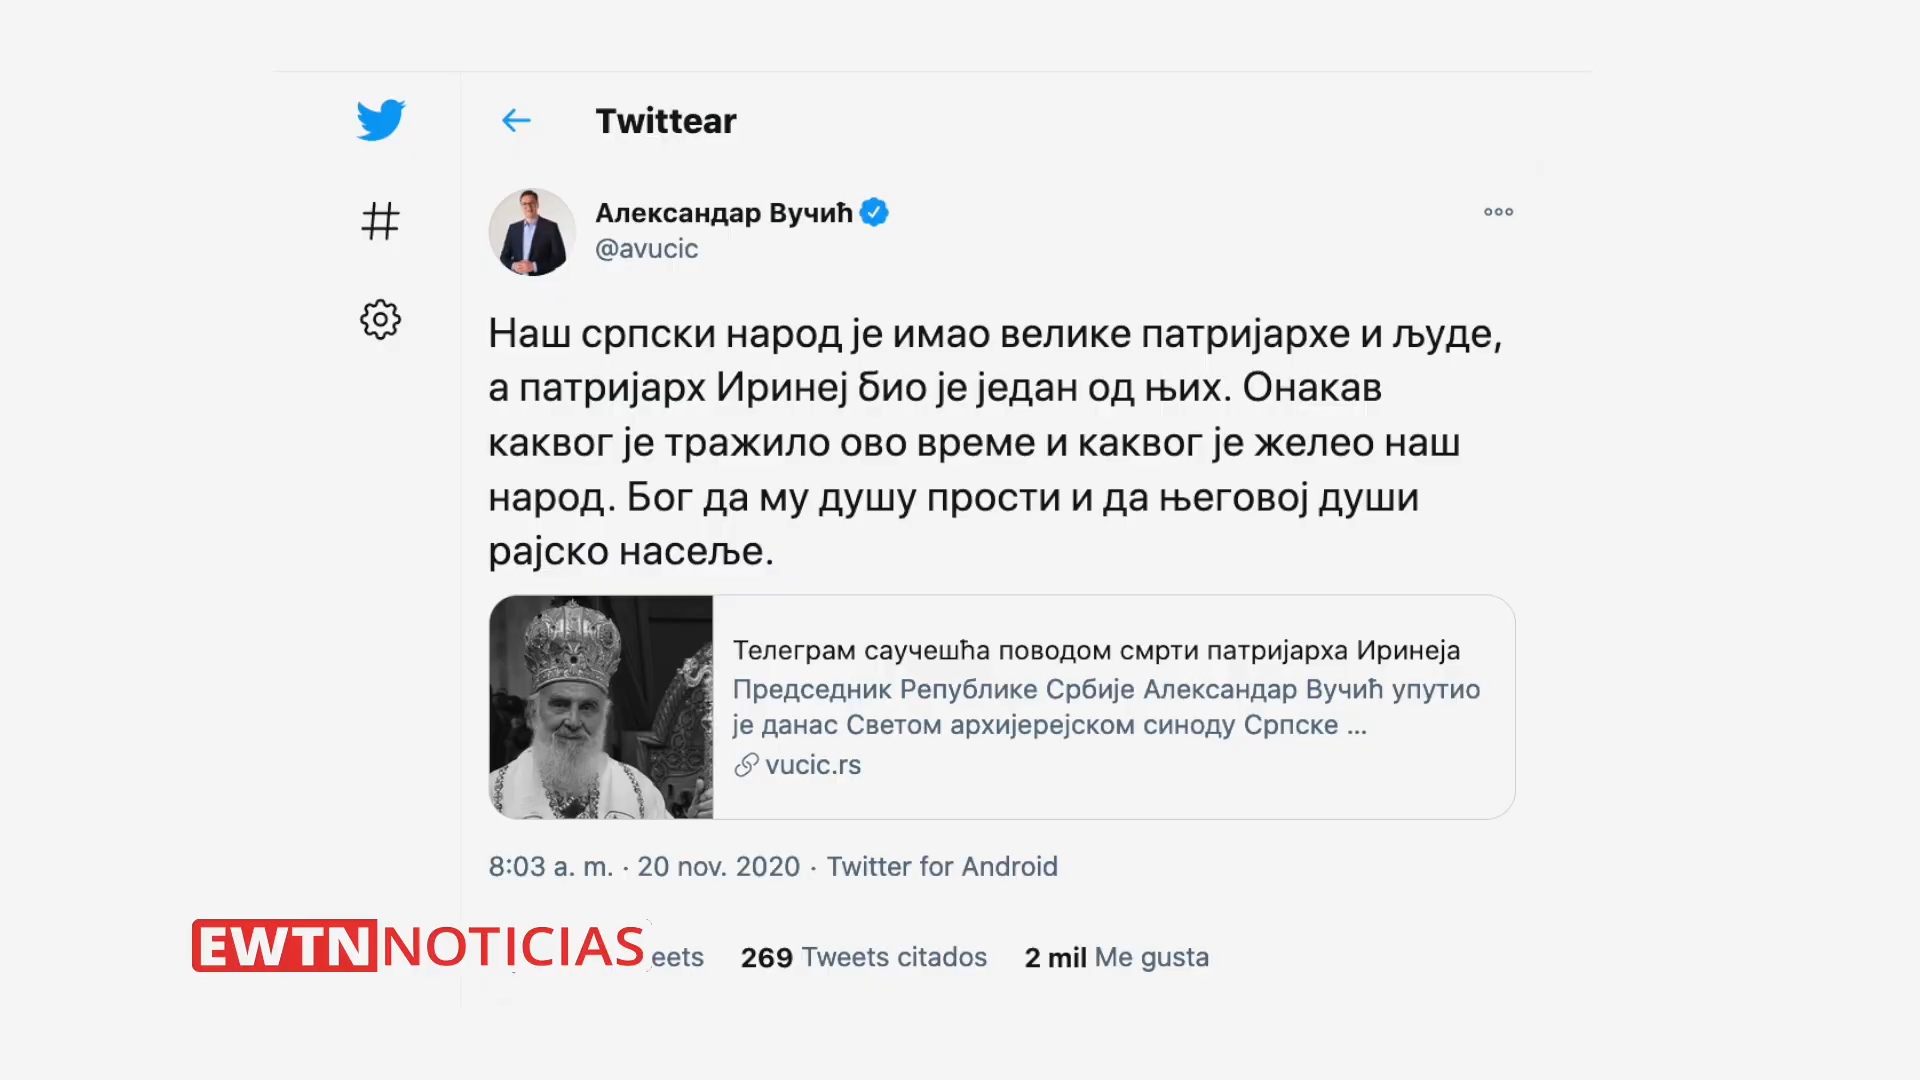 Twittear
Александар Вучић
@avucic
Наш српски народ је имао велике патријархе и људе,
а патријарх Иринеј био је један од њих. Онакав
каквог је тражило ово време и каквог је желео наш
народ. Бог да му душу прости и да његовој души
рајско насеље.
Телеграм саучешћа поводом смрти патријарха Иринеја
Председник Републике Србије Александар Вучић упутио
је данас Светом архијерејском синоду Српске ...
vucic.rs
8:03 a. m. · 20 nov. 2020 · Twitter for Android
EWTN NOTICIAS eets 269 Tweets citados 2 mil Me gusta